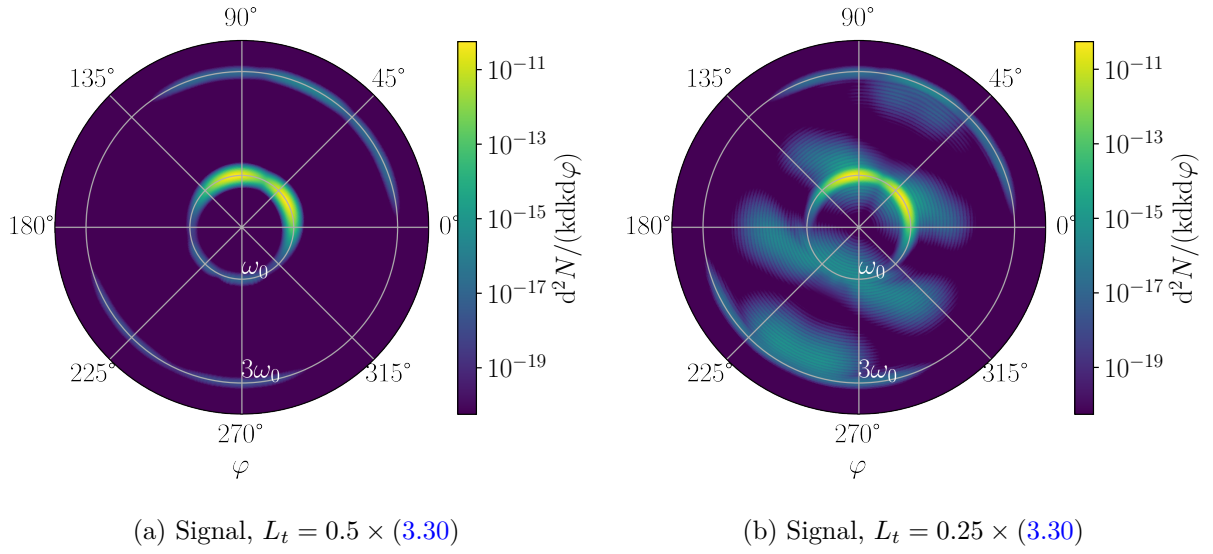 90°
135°
45°
180°
0°
225°
315°
270°
φ
ω₀
3ω₀
10⁻¹¹
10⁻¹³
10⁻¹⁵
10⁻¹⁷
10⁻¹⁹
d²N/(kdkdφ)
90°
135°
45°
180°
0°
225°
315°
270°
φ
ω₀
3ω₀
10⁻¹¹
10⁻¹³
10⁻¹⁵
10⁻¹⁷
10⁻¹⁹
d²N/(kdkdφ)
(a) Signal, Lₜ = 0.5 × (3.30)
(b) Signal, Lₜ = 0.25 × (3.30)